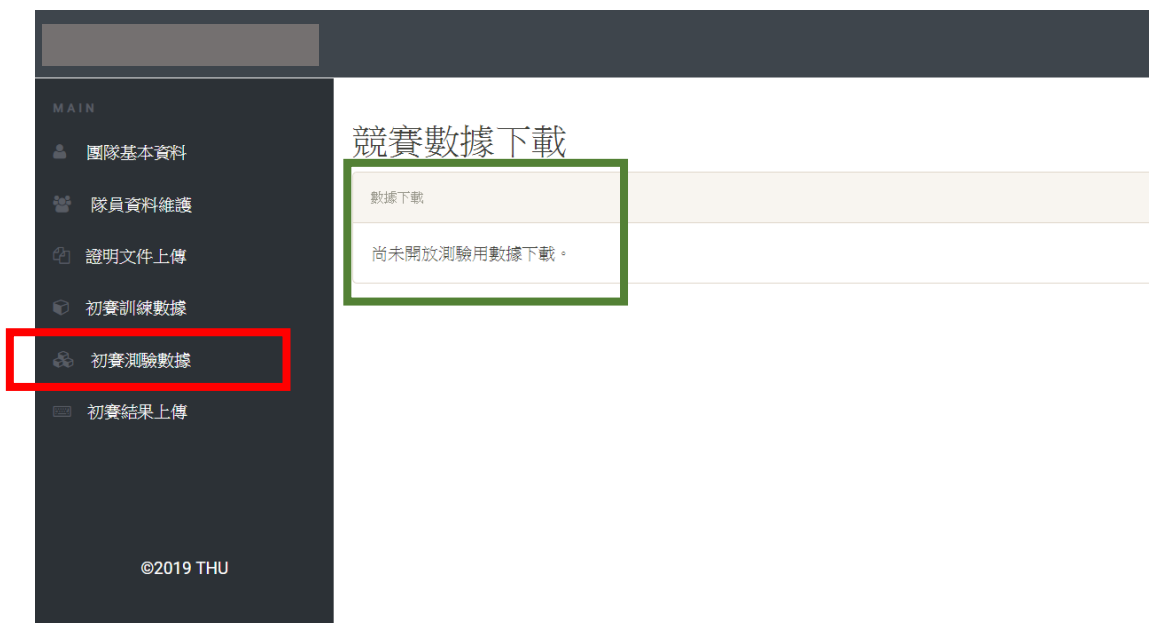 MAIN
團隊基本資料
隊員資料維護
證明文件上傳
初賽訓練數據
初賽測驗數據
初賽結果上傳
©2019 THU
競賽數據下載
數據下載
尚未開放測驗用數據下載。